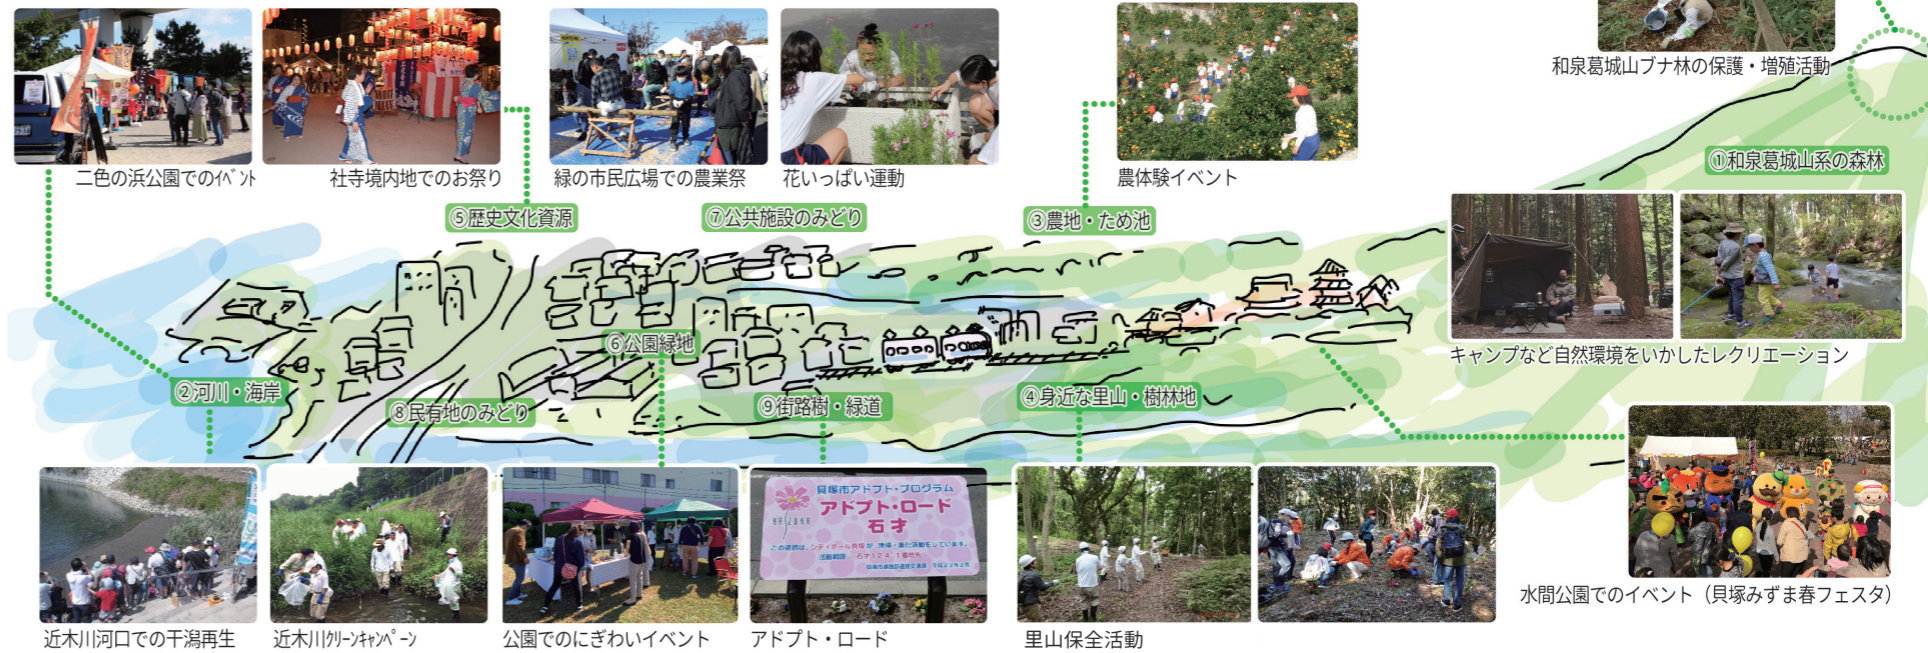 和泉葛城山ブナ林の保護・増殖活動
二色の浜公園でのイベント
社寺境内地でのお祭り
緑の市民広場での農業祭
花いっぱい運動
農体験イベント
①和泉葛城山系の森林
⑤歴史文化資源
⑦公共施設のみどり
③農地・ため池
⑥公園緑地
キャンプなど自然環境をいかしたレクリエーション
②河川・海岸
⑧民有地のみどり
⑨街路樹・緑道
④身近な里山・樹林地
貝塚市アドプト・プログラム
アドプト・ロード
石才
近木川河口での干潟再生
近木川クリーンキャンペーン
公園でのにぎわいイベント
アドプト・ロード
里山保全活動
水間公園でのイベント（貝塚みずま春フェスタ）